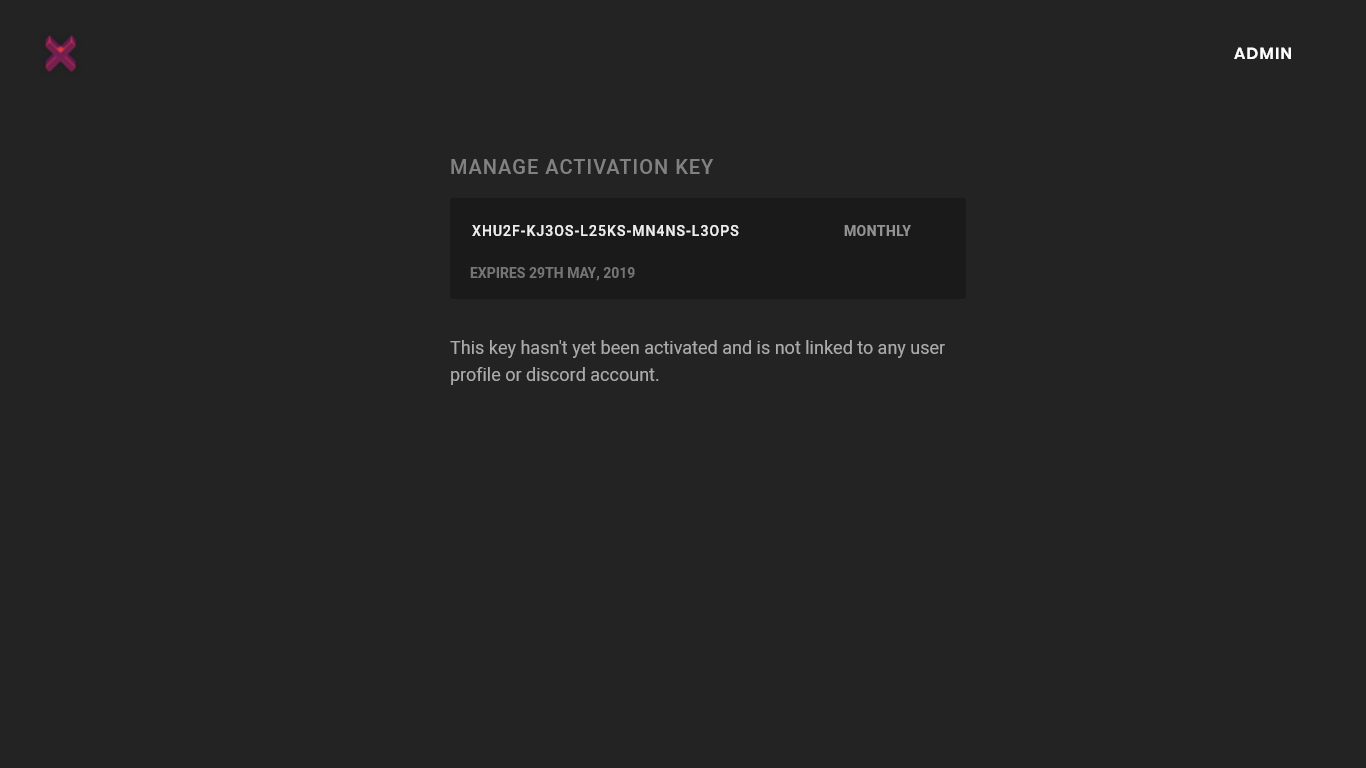 ADMIN
MANAGE ACTIVATION KEY
XHU2F-KJ3OS-L25KS-MN4NS-L3OPS MONTHLY
EXPIRES 29TH MAY, 2019
This key hasn't yet been activated and is not linked to any user
profile or discord account.